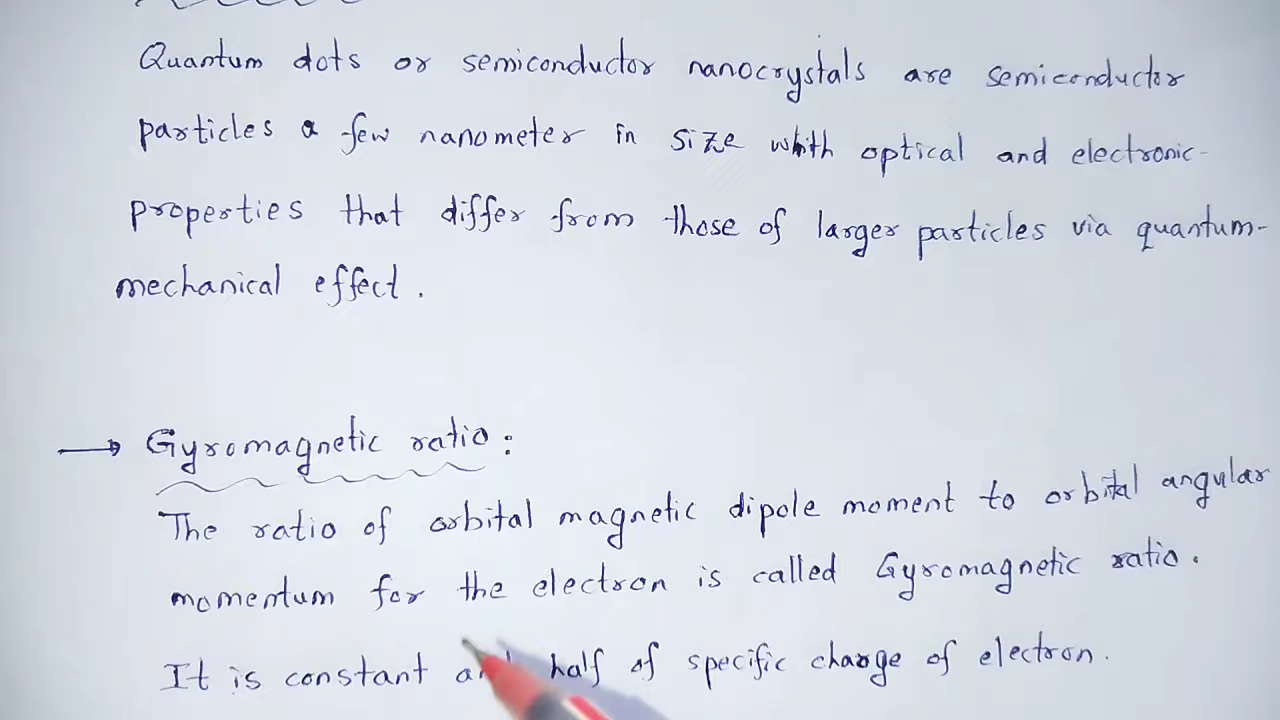 Quantum dots or semiconductor nanocrystals are semiconductor
particles a few nanometer in size whith optical and electronic-
properties that differ from those of larger particles via quantum-
mechanical effect.
→ Gyromagnetic ratio:
The ratio of orbital magnetic dipole moment to orbital angular
momentum for the electron is called Gyromagnetic ratio.
It is constant and half of specific charge of electron.